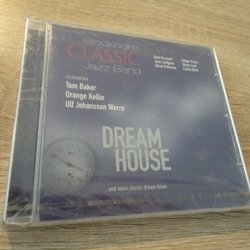 Stockholm
CLASSIC
Jazz Band
FEATURING
Tom Baker
Orange Kellin
Ulf Johansson Werre
DREAM
HOUSE
...and more classic dream tunes